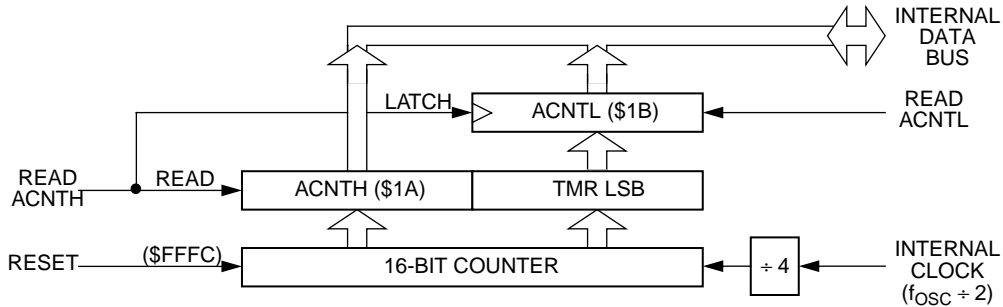 INTERNAL
DATA
BUS
LATCH
ACNTL ($1B)
READ
ACNTL
READ
ACNTH
READ
ACNTH ($1A)
TMR LSB
RESET
($FFFC)
16-BIT COUNTER
÷ 4
INTERNAL
CLOCK
(fOSC ÷ 2)